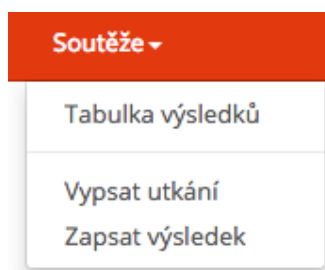 Soutěže
Tabulka výsledků
Vypsat utkání
Zapsat výsledek